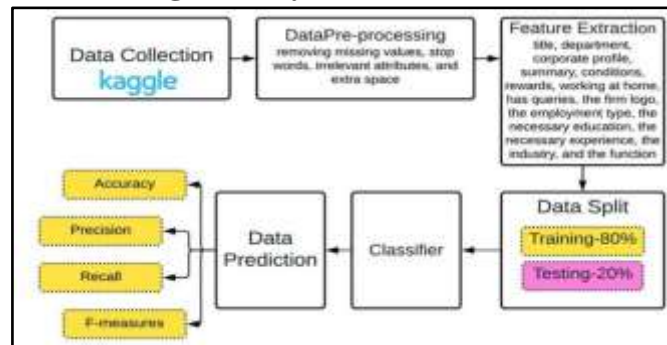 Data Collection
kaggle
DataPre-processing
removing missing values, stop
words, irrelevant attributes, and
extra space
Feature Extraction
title, department,
corporate profile,
summary, conditions,
rewards, working at home,
has queries, the firm logo,
the employment type, the
necessary education, the
necessary experience, the
industry, and the function
Data Split
Training-80%
Testing-20%
Classifier
Data
Prediction
Accuracy
Precision
Recall
F-measures